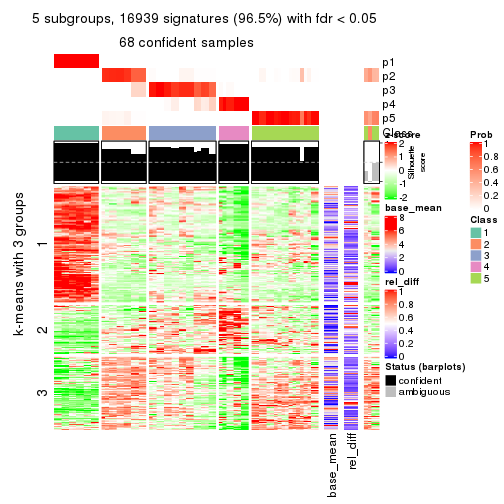 5 subgroups, 16939 signatures (96.5%) with fdr < 0.05
68 confident samples
p1
p2
p3
p4
p5
Class
Silhouette
score
k-means with 3 groups
1
2
3
base_mean
rel_diff
z-score
2
1
0
-1
-2
base_mean
8
6
4
2
0
rel_diff
1
0.8
0.6
0.4
0.2
0
Status (barplots)
confident
ambiguous
Prob
1
0.8
0.6
0.4
0.2
0
Class
1
2
3
4
5